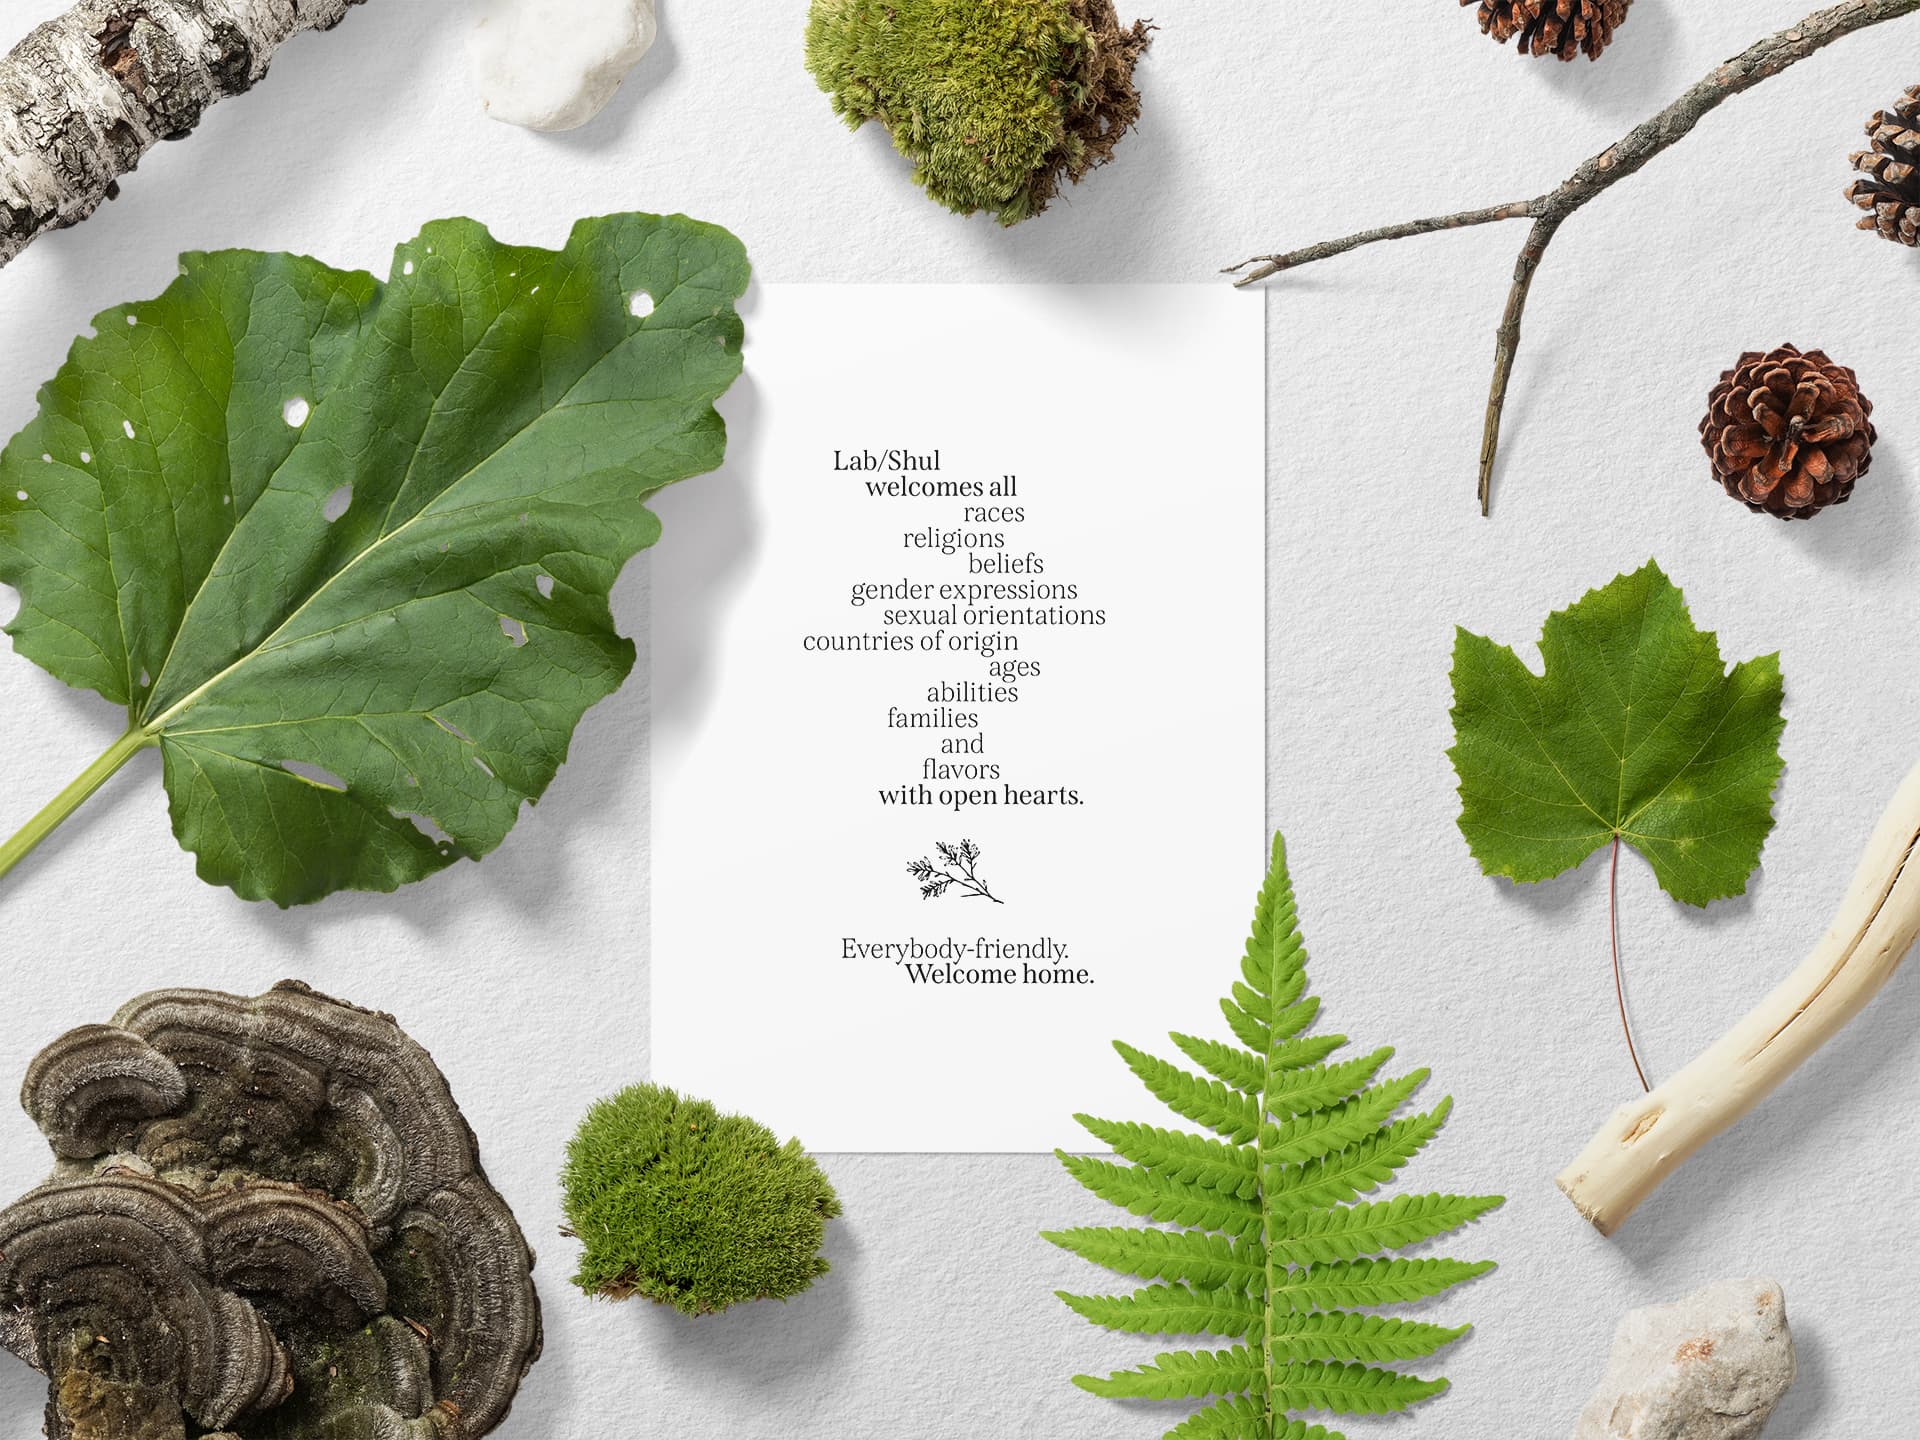 Lab/Shul
welcomes all
races
religions
beliefs
gender expressions
sexual orientations
countries of origin
ages
abilities
families
and
flavors
with open hearts.
Everybody-friendly.
Welcome home.